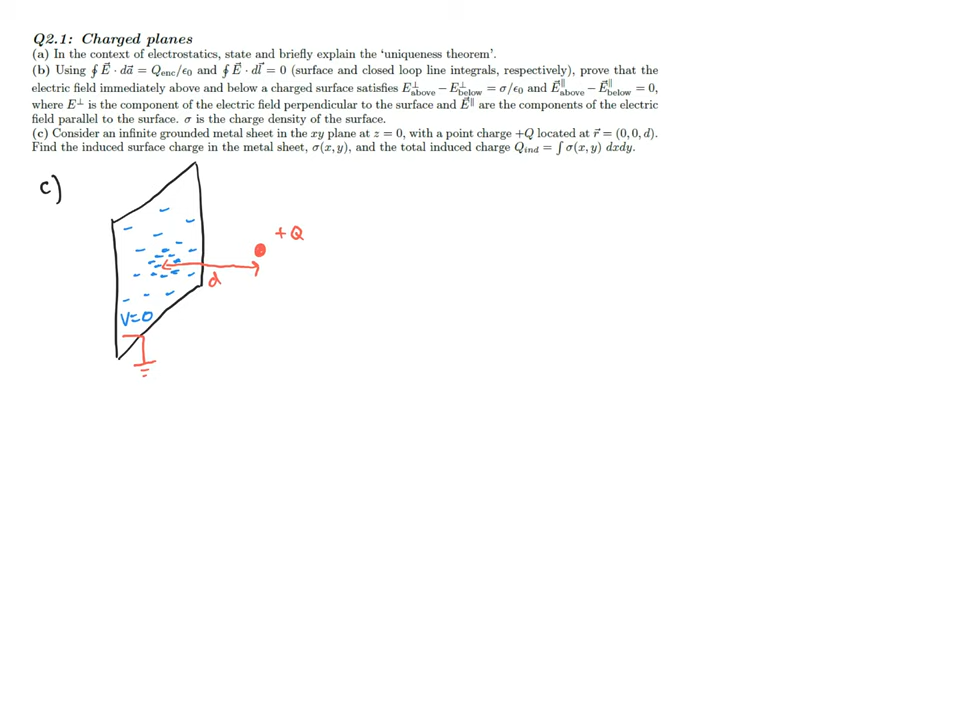 Q2.1: Charged planes
(a) In the context of electrostatics, state and briefly explain the 'uniqueness theorem'.
(b) Using ∮ E⃗ · da⃗ = Q_enc/ϵ₀ and ∮ E⃗ · dl⃗ = 0 (surface and closed loop line integrals, respectively), prove that the
electric field immediately above and below a charged surface satisfies E^⊥_above − E^⊥_below = σ/ϵ₀ and E⃗^∥_above − E⃗^∥_below = 0,
where E^⊥ is the component of the electric field perpendicular to the surface and E⃗^∥ are the components of the electric
field parallel to the surface. σ is the charge density of the surface.
(c) Consider an infinite grounded metal sheet in the xy plane at z = 0, with a point charge +Q located at r⃗ = (0, 0, d).
Find the induced surface charge in the metal sheet, σ(x, y), and the total induced charge Q_ind = ∫ σ(x, y) dxdy.
c)
+Q
d
V=0